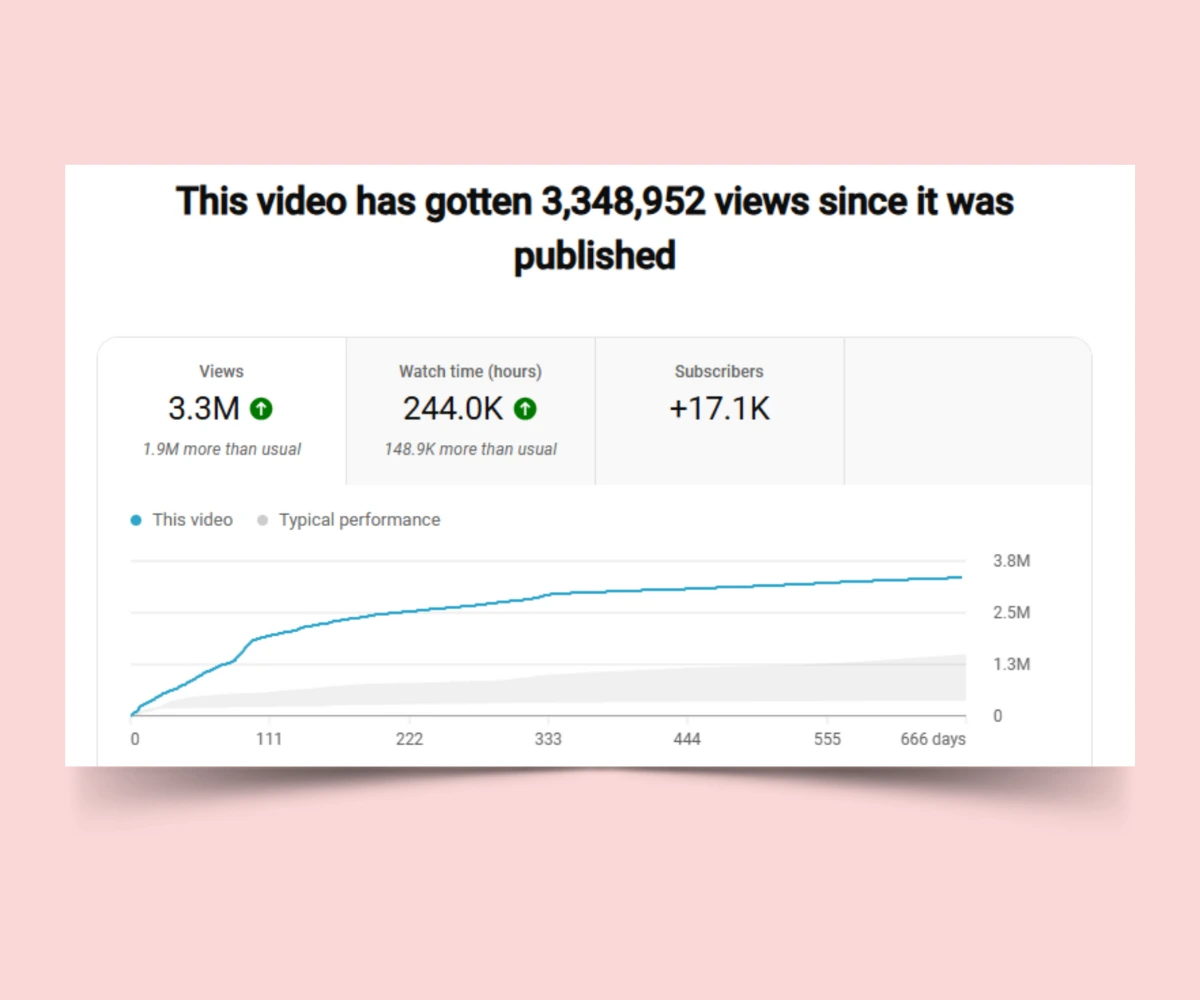 This video has gotten 3,348,952 views since it was
published
Views
3.3M
1.9M more than usual
Watch time (hours)
244.0K
148.9K more than usual
Subscribers
+17.1K
This video
Typical performance
3.8M
2.5M
1.3M
0
0
111
222
333
444
555
666 days